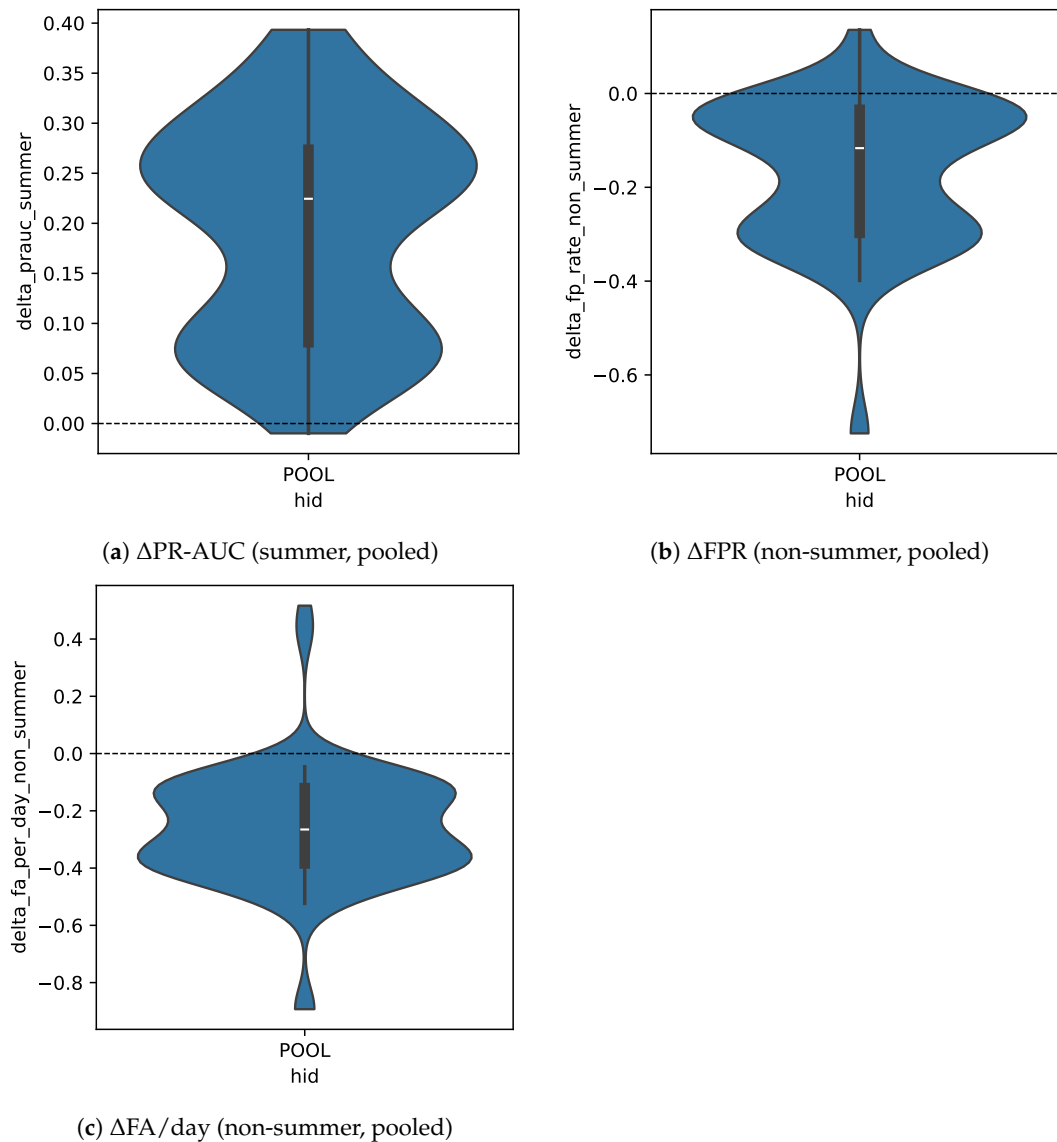 0.40
0.35
0.30
0.25
0.20
0.15
0.10
0.05
0.00
delta_prauc_summer
POOL
hid
(a) ΔPR-AUC (summer, pooled)
0.0
−0.2
−0.4
−0.6
delta_fp_rate_non_summer
POOL
hid
(b) ΔFPR (non-summer, pooled)
0.4
0.2
0.0
−0.2
−0.4
−0.6
−0.8
delta_fa_per_day_non_summer
POOL
hid
(c) ΔFA/day (non-summer, pooled)